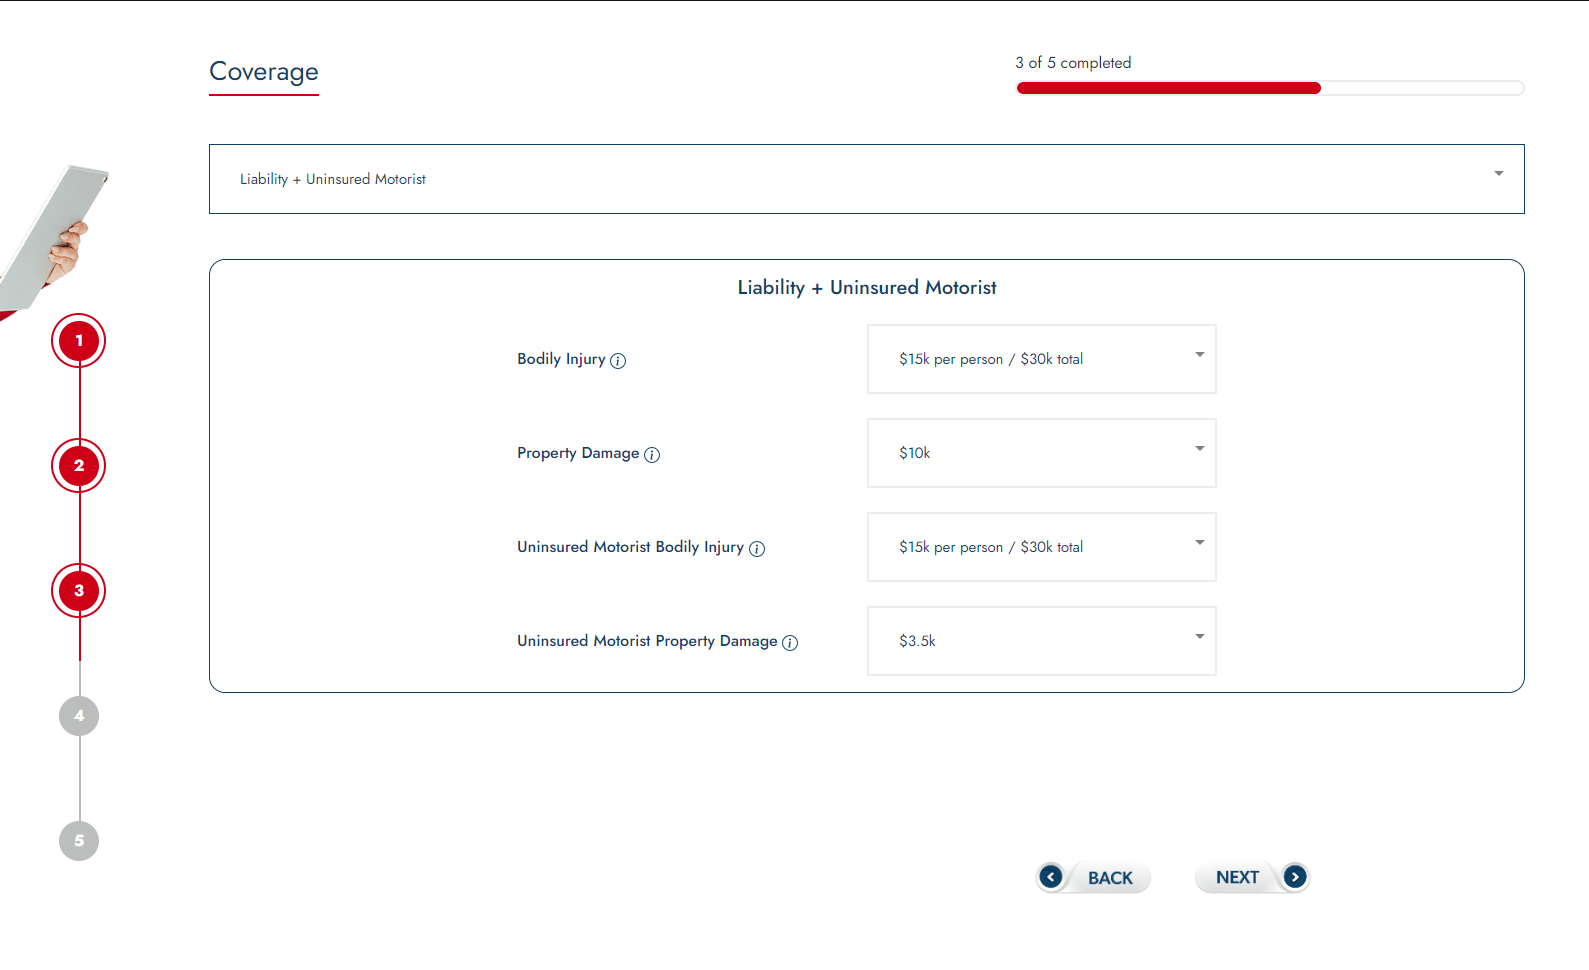 Coverage
3 of 5 completed
Liability + Uninsured Motorist
Liability + Uninsured Motorist
Bodily Injury
$15k per person / $30k total
Property Damage
$10k
Uninsured Motorist Bodily Injury
$15k per person / $30k total
Uninsured Motorist Property Damage
$3.5k
1
2
3
4
5
BACK
NEXT